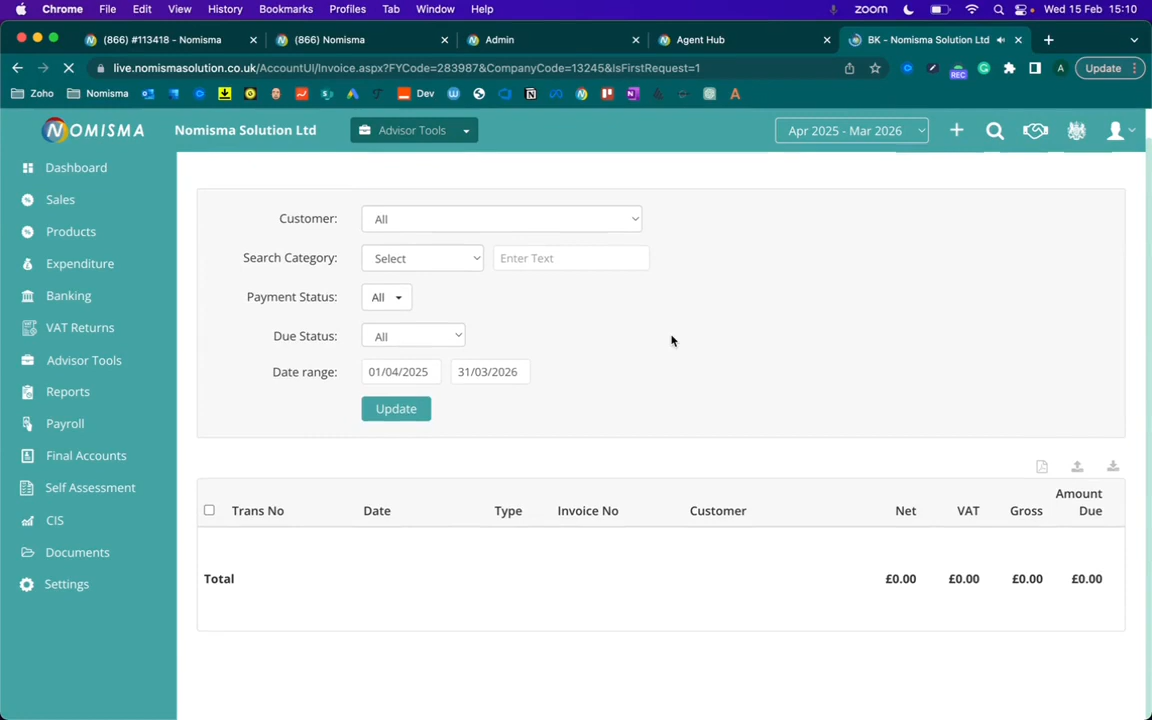 Chrome File Edit View History Bookmarks Profiles Tab Window Help zoom Wed 15 Feb 15:10
(866) #113418 - Nomisma (866) Nomisma Admin Agent Hub BK - Nomisma Solution Ltd
live.nomismasolution.co.uk/AccountUI/Invoice.aspx?FYCode=283987&CompanyCode=13245&IsFirstRequest=1 REC A Update
Zoho Nomisma Dev
NOMISMA Nomisma Solution Ltd Advisor Tools Apr 2025 - Mar 2026
Dashboard
Sales
Products
Expenditure
Banking
VAT Returns
Advisor Tools
Reports
Payroll
Final Accounts
Self Assessment
CIS
Documents
Settings
Customer: All
Search Category: Select Enter Text
Payment Status: All
Due Status: All
Date range: 01/04/2025 31/03/2026
Update
Trans No Date Type Invoice No Customer Net VAT Gross Amount Due
Total £0.00 £0.00 £0.00 £0.00